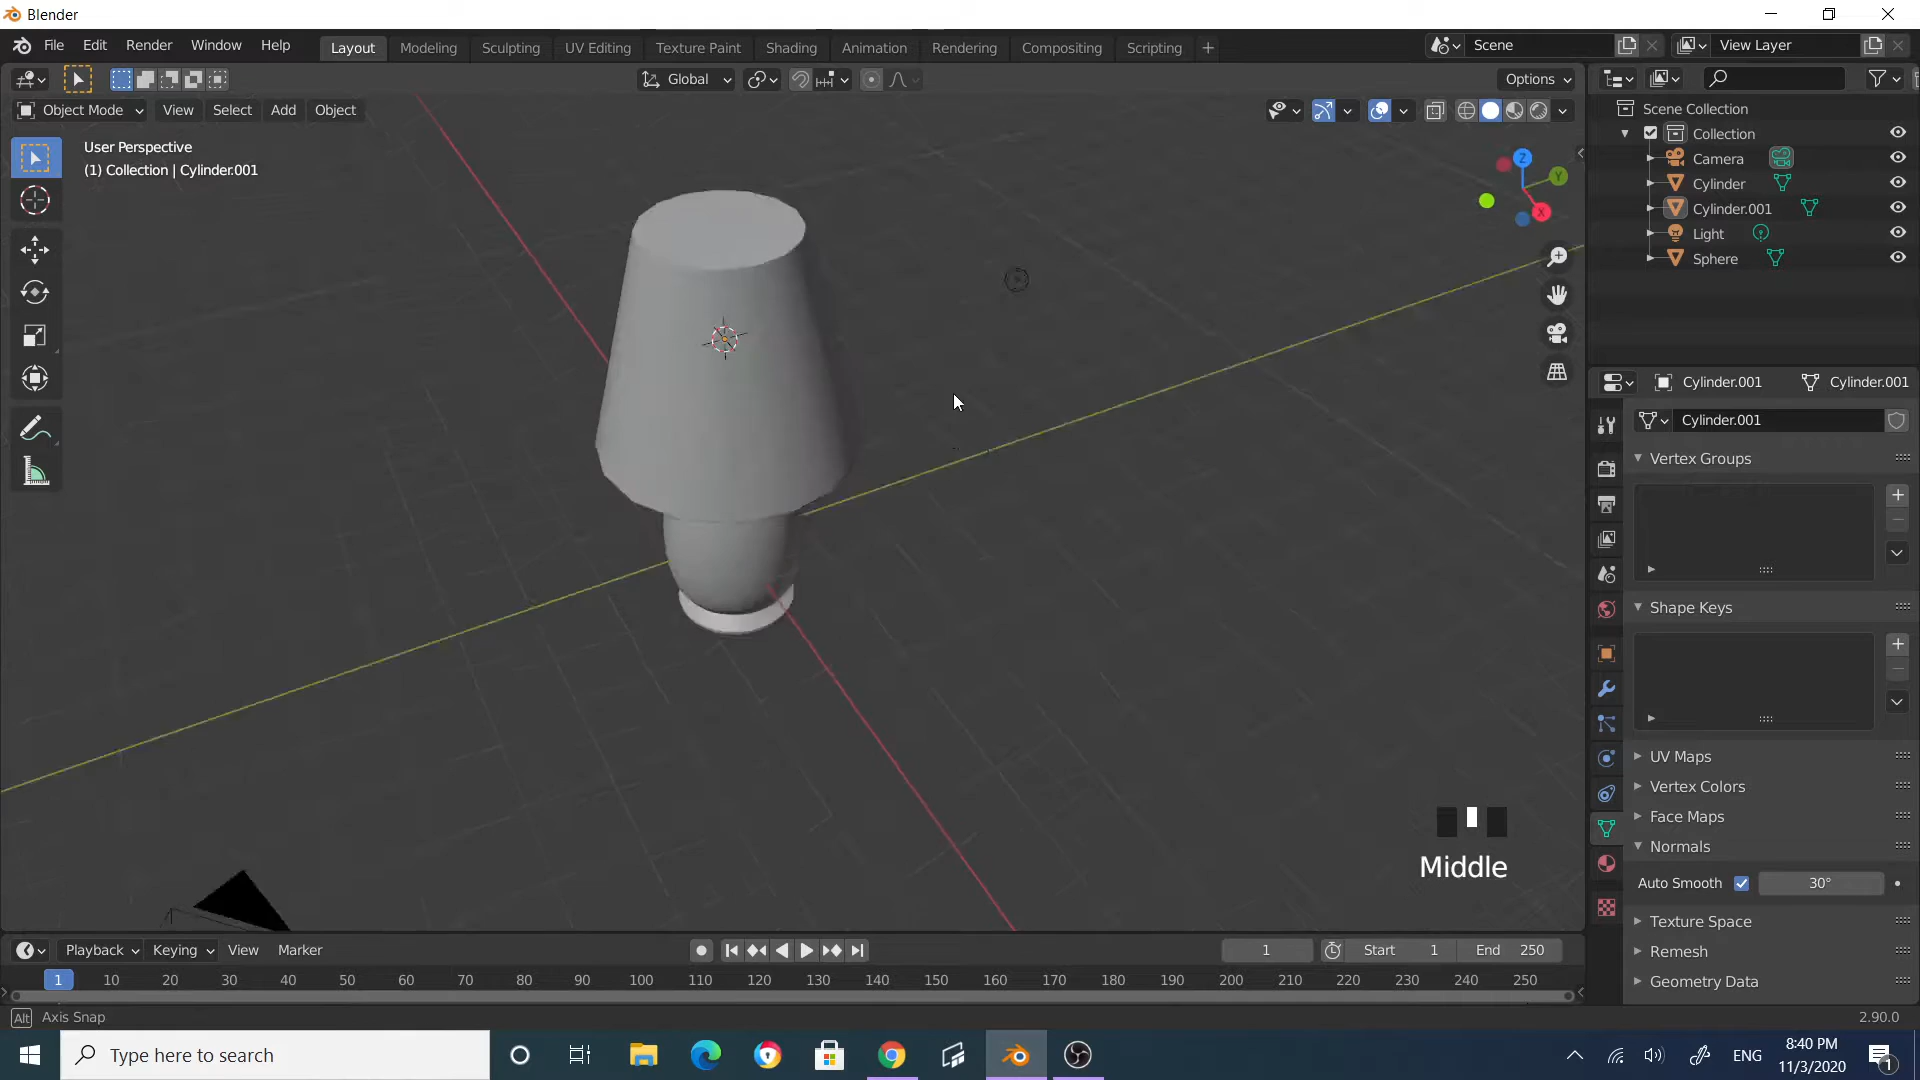 Blender
File Edit Render Window Help
Layout Modeling Sculpting UV Editing Texture Paint Shading Animation Rendering Compositing Scripting +
Scene
View Layer
Global
Options
Object Mode View Select Add Object
User Perspective
(1) Collection | Cylinder.001
Z
Y
X
Scene Collection
Collection
Camera
Cylinder
Cylinder.001
Light
Sphere
Cylinder.001 Cylinder.001
Cylinder.001
Vertex Groups
Shape Keys
UV Maps
Vertex Colors
Face Maps
Normals
Auto Smooth 30°
Texture Space
Remesh
Geometry Data
Middle
Playback Keying View Marker
1 Start 1 End 250
1 10 20 30 40 50 60 70 80 90 100 110 120 130 140 150 160 170 180 190 200 210 220 230 240 250
Alt Axis Snap
2.90.0
Type here to search
ENG
8:40 PM
11/3/2020
1